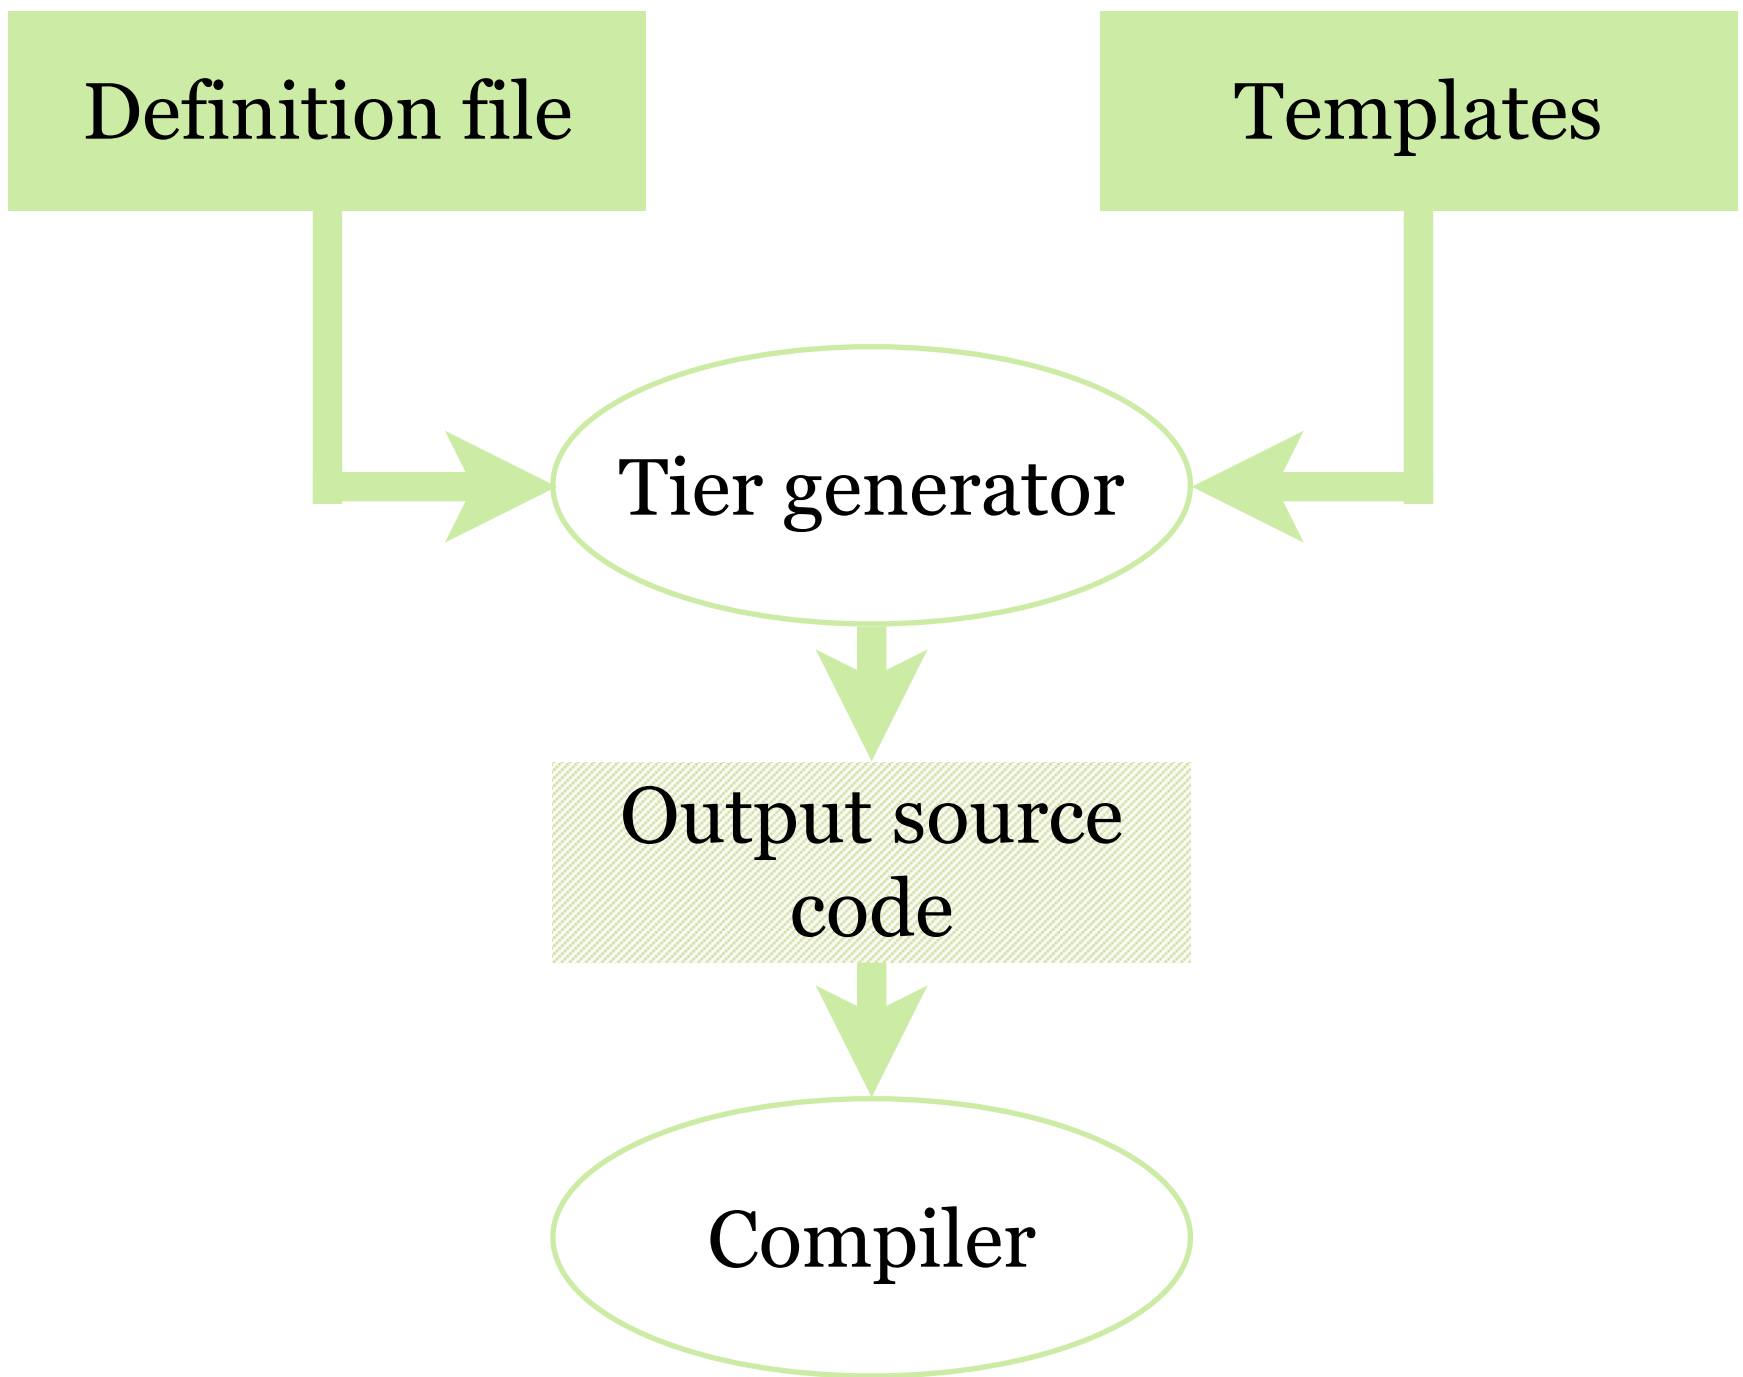 Definition file
Templates
Tier generator
Output source
code
Compiler